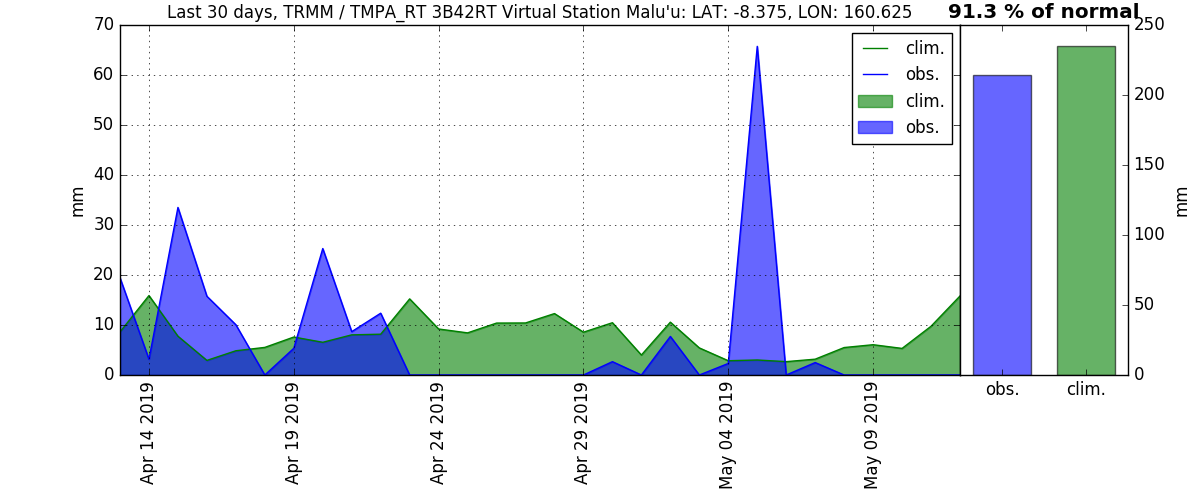 Last 30 days, TRMM / TMPA_RT 3B42RT Virtual Station Malu'u: LAT: -8.375, LON: 160.625
91.3 % of normal
70
60
50
40
30
20
10
0
mm
clim.
obs.
clim.
obs.
250
200
150
100
50
0
mm
obs.
clim.
Apr 14 2019
Apr 19 2019
Apr 24 2019
Apr 29 2019
May 04 2019
May 09 2019